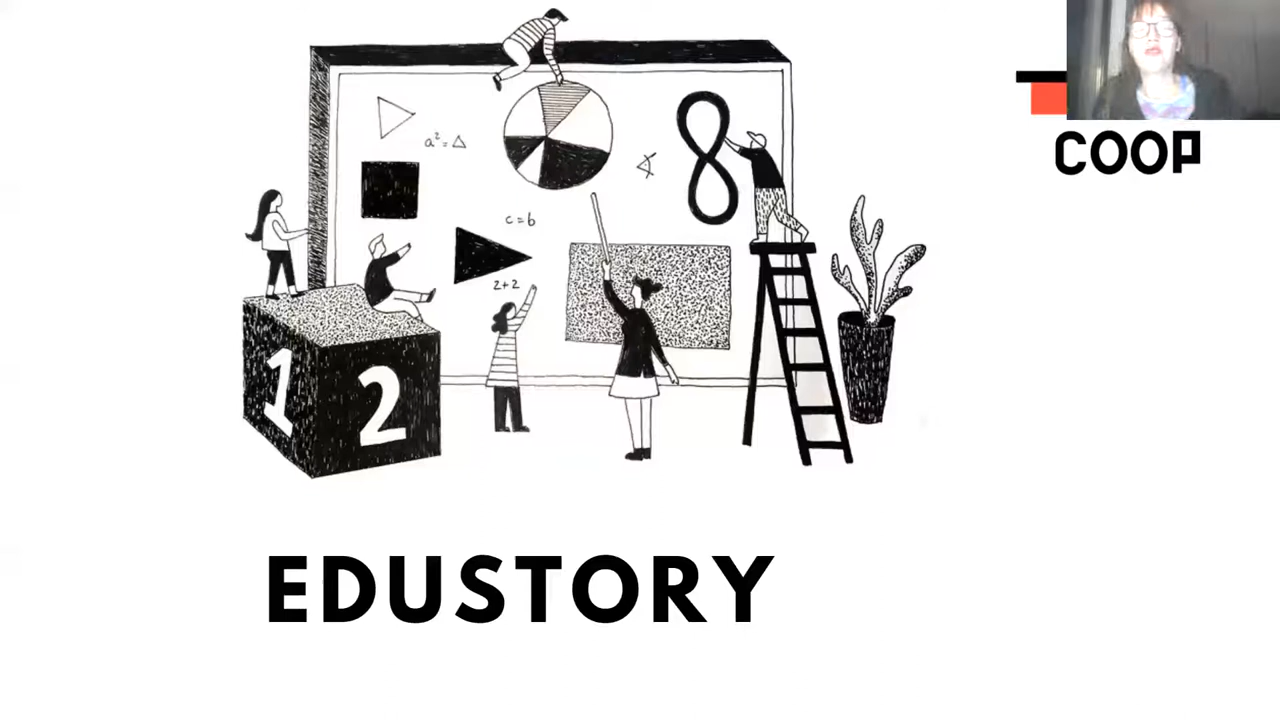 COOP
a² = △
8
c = b
2+2
1 2
EDUSTORY